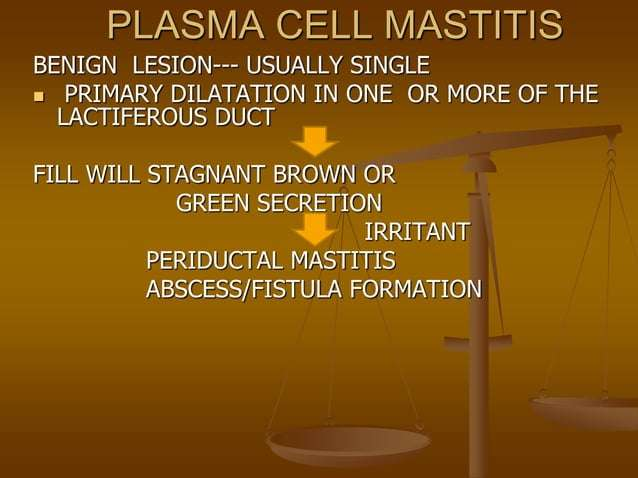 PLASMA CELL MASTITIS
BENIGN LESION--- USUALLY SINGLE
PRIMARY DILATATION IN ONE OR MORE OF THE
LACTIFEROUS DUCT
FILL WILL STAGNANT BROWN OR
GREEN SECRETION
IRRITANT
PERIDUCTAL MASTITIS
ABSCESS/FISTULA FORMATION